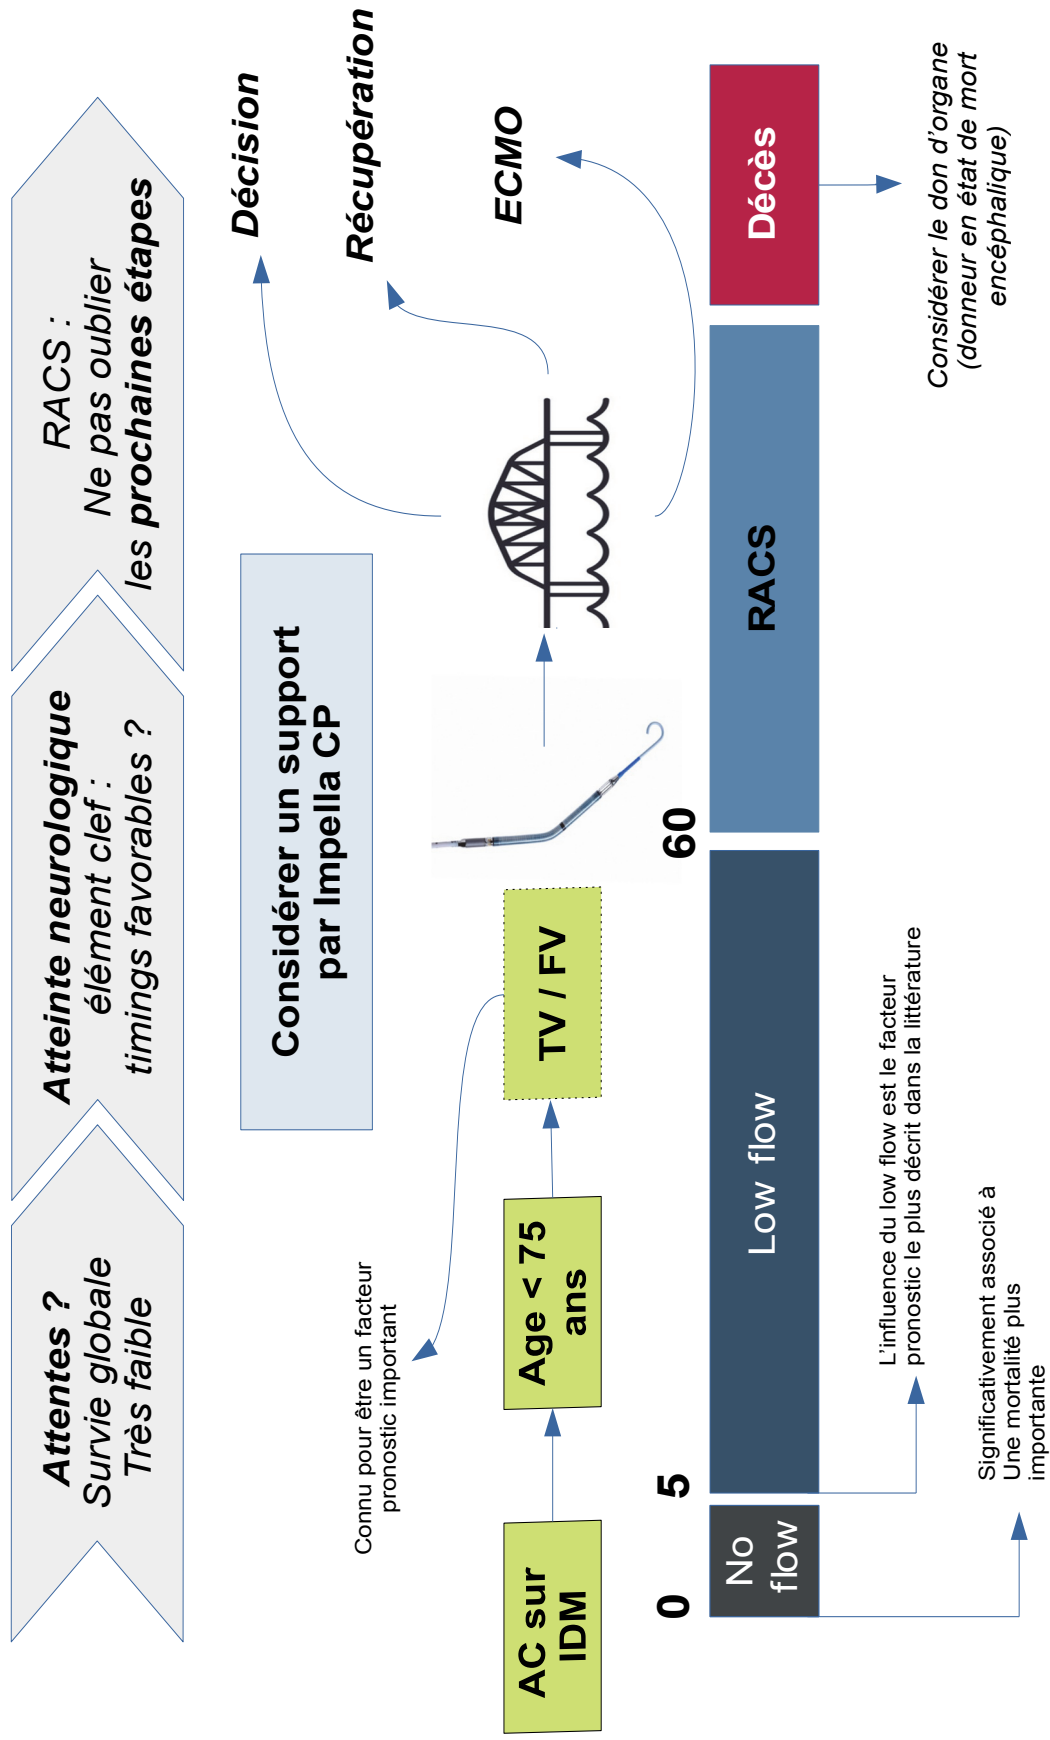 Attentes ?
Survie globale
Très faible
Atteinte neurologique
élément clef :
timings favorables ?
RACS :
Ne pas oublier
les prochaines étapes
Considérer un support
par Impella CP
Décision
Récupération
ECMO
Connu pour être un facteur
pronostic important
AC sur
IDM
Age < 75
ans
TV / FV
0
5
60
No
flow
Low flow
RACS
Décès
L'influence du low flow est le facteur
pronostic le plus décrit dans la littérature
Significativement associé à
Une mortalité plus
importante
Considérer le don d'organe
(donneur en état de mort
encéphalique)